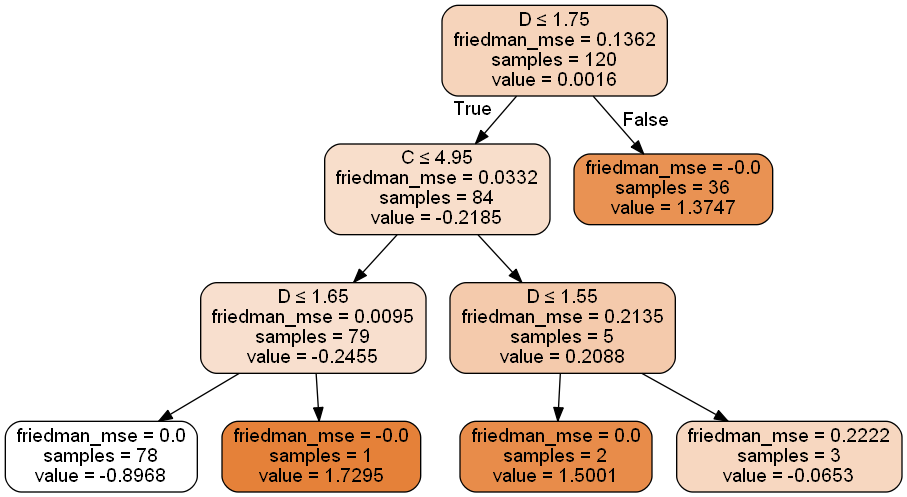 D ≤ 1.75
friedman_mse = 0.1362
samples = 120
value = 0.0016
True
False
C ≤ 4.95
friedman_mse = 0.0332
samples = 84
value = -0.2185
friedman_mse = -0.0
samples = 36
value = 1.3747
D ≤ 1.65
friedman_mse = 0.0095
samples = 79
value = -0.2455
D ≤ 1.55
friedman_mse = 0.2135
samples = 5
value = 0.2088
friedman_mse = 0.0
samples = 78
value = -0.8968
friedman_mse = -0.0
samples = 1
value = 1.7295
friedman_mse = 0.0
samples = 2
value = 1.5001
friedman_mse = 0.2222
samples = 3
value = -0.0653